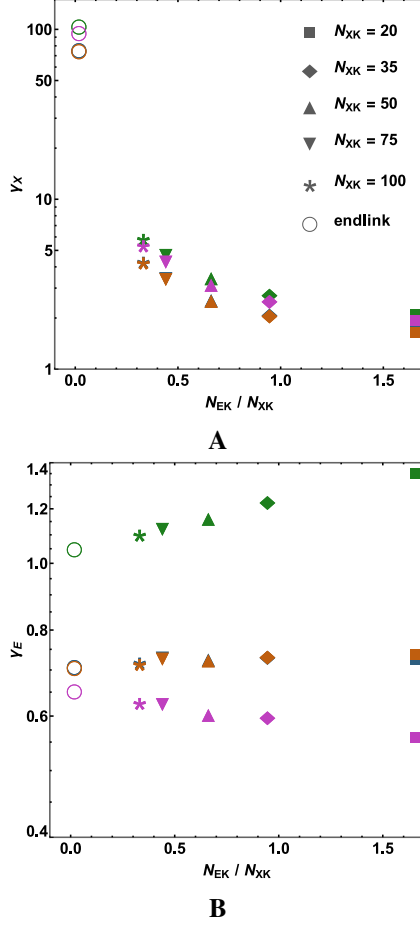 100
50
10
5
1
γX
NXK = 20
NXK = 35
NXK = 50
NXK = 75
NXK = 100
endlink
0.0 0.5 1.0 1.5
NEK / NXK
A
1.4
1.2
1.0
0.8
0.6
0.4
γE
0.0 0.5 1.0 1.5
NEK / NXK
B